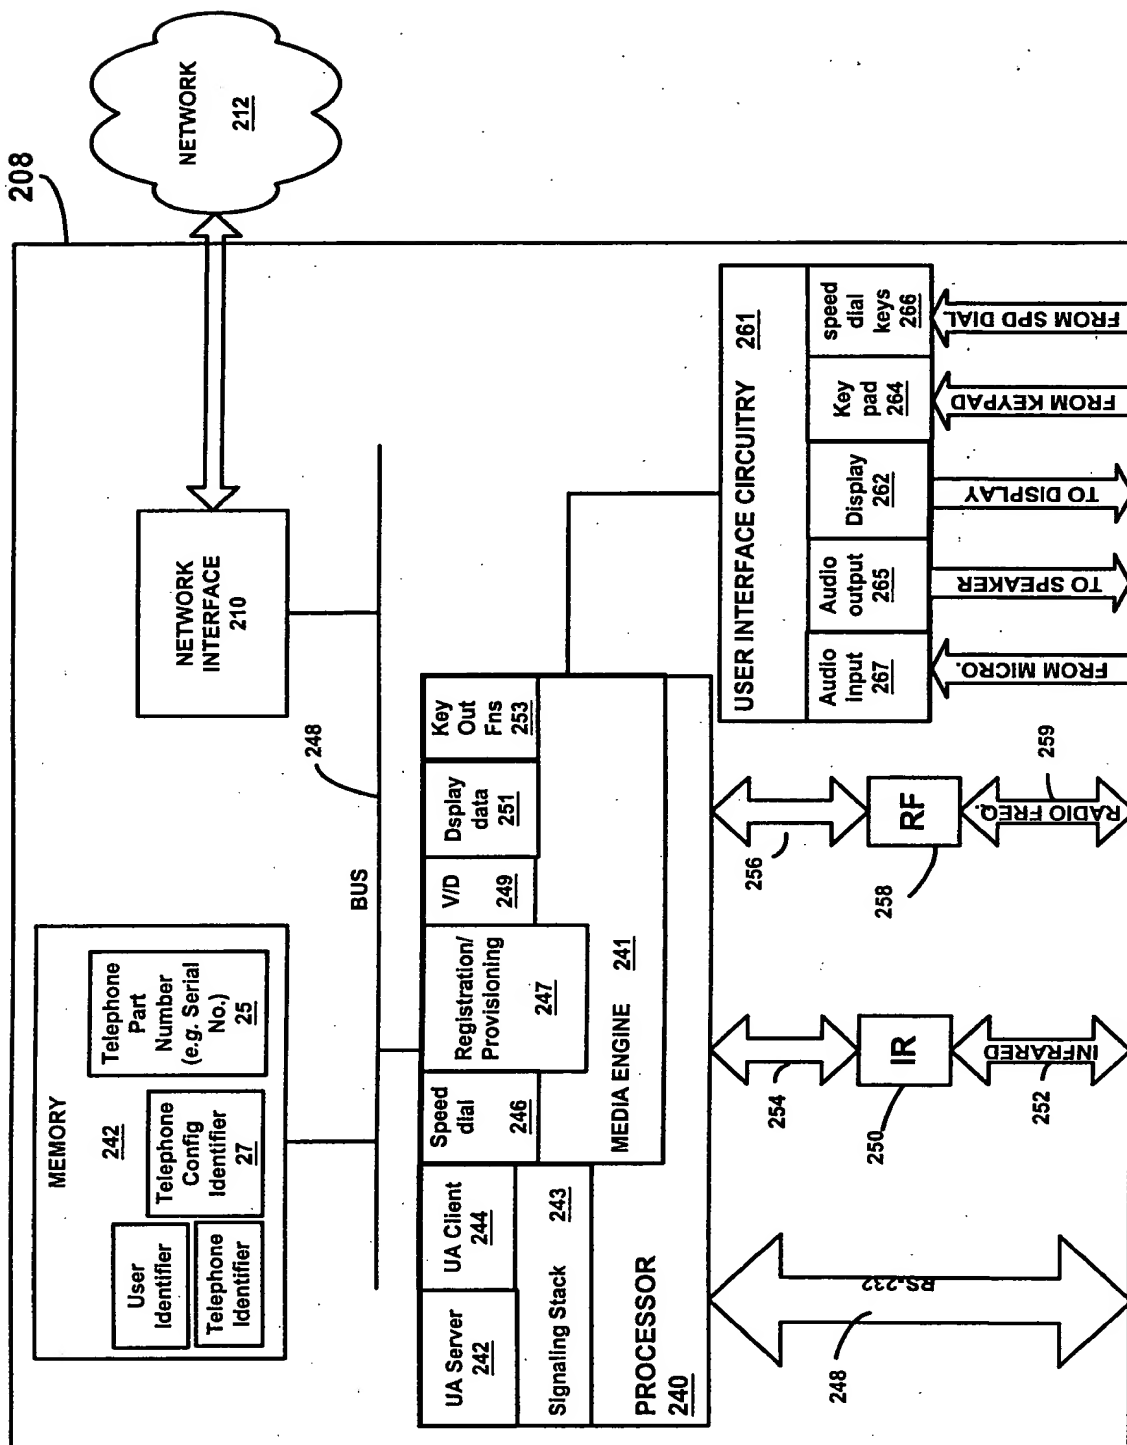 208
NETWORK
212
NETWORK
INTERFACE
210
248
BUS
MEMORY
242
User
Identifier
Telephone Identifier
Telephone
Config
Identifier
27
Telephone
Part
Number
(e.g. Serial
No.)
25
UA Server
242
UA Client
244
Signaling Stack
243
Speed
dial
246
Registration/
Provisioning
247
V/D
249
Dsplay
data
251
Key
Out
Fns
253
MEDIA ENGINE
241
PROCESSOR
240
USER INTERFACE CIRCUITRY
261
Audio
input
267
Audio
output
265
Display
262
Key
pad
264
speed
dial
keys
266
FROM MICRO.
TO SPEAKER
TO DISPLAY
FROM KEYPAD
FROM SPD DIAL
RS-232
248
254
IR
250
INFRARED
252
256
RF
258
RADIO FREQ.
259